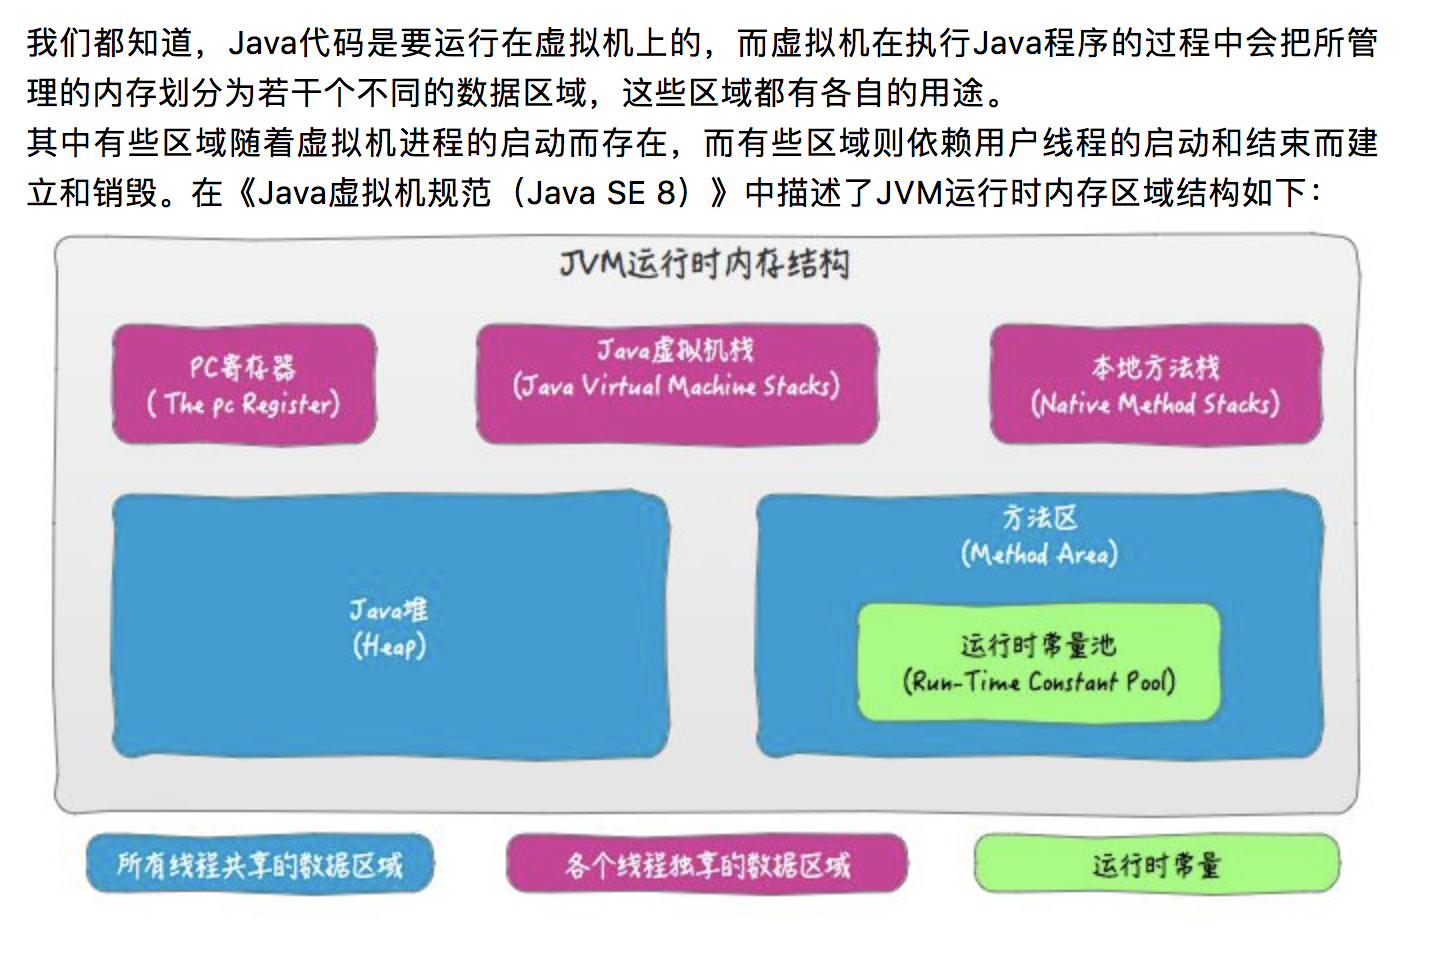 我们都知道，Java代码是要运行在虚拟机上的，而虚拟机在执行Java程序的过程中会把所管
理的内存划分为若干个不同的数据区域，这些区域都有各自的用途。
其中有些区域随着虚拟机进程的启动而存在，而有些区域则依赖用户线程的启动和结束而建
立和销毁。在《Java虚拟机规范（Java SE 8）》中描述了JVM运行时内存区域结构如下：
JVM运行时内存结构
PC寄存器
( The pc Register)
Java虚拟机栈
(Java Virtual Machine Stacks)
本地方法栈
(Native Method Stacks)
Java堆
(Heap)
方法区
(Method Area)
运行时常量池
(Run-Time Constant Pool)
所有线程共享的数据区域
各个线程独享的数据区域
运行时常量